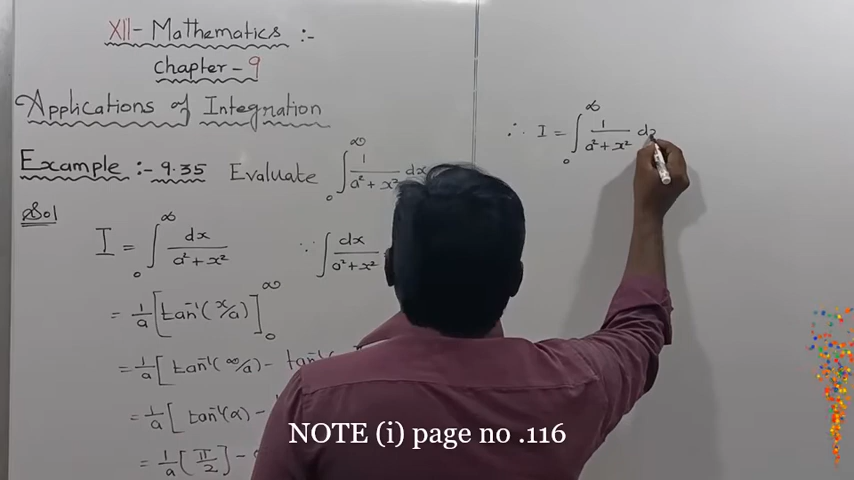 XII- Mathematics :-
Chapter - 9
Applications of Integration
Example :- 9.35 Evaluate ∫₀^∞ 1/(a²+x²) dx
Sol
I = ∫₀^∞ dx/(a²+x²) ∵ ∫ dx/(a²+x²)
= 1/a [tan⁻¹(x/a)]₀^∞
= 1/a [tan⁻¹(∞/a) - tan⁻¹(
= 1/a [tan⁻¹(α) -
= 1/a [π/2] -
∴ I = ∫₀^∞ 1/(a²+x²) d
NOTE (i) page no .116